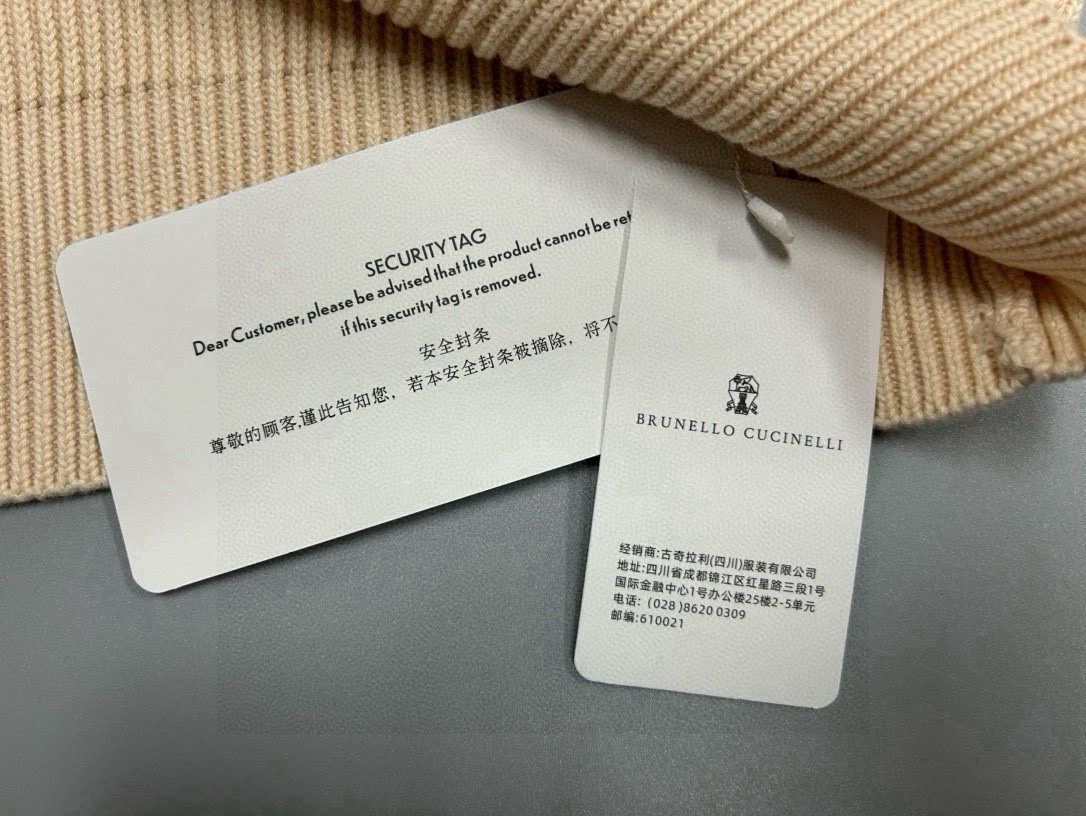 SECURITY TAG
Dear Customer, please be advised that the product cannot be
if this security tag is removed.
安全封条
尊敬的顾客,谨此告知您，若本安全封条被摘除，将不
BRUNELLO CUCINELLI
经销商:古奇拉利(四川)服装有限公司
地址:四川省成都锦江区红星路三段1号
国际金融中心1号办公楼25楼2-5单元
电话：(028 )8620 0309
邮编:610021